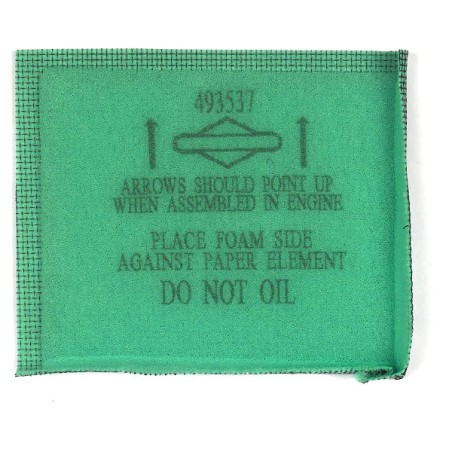 493537
ARROWS SHOULD POINT UP
WHEN ASSEMBLED IN ENGINE
PLACE FOAM SIDE
AGAINST PAPER ELEMENT
DO NOT OIL